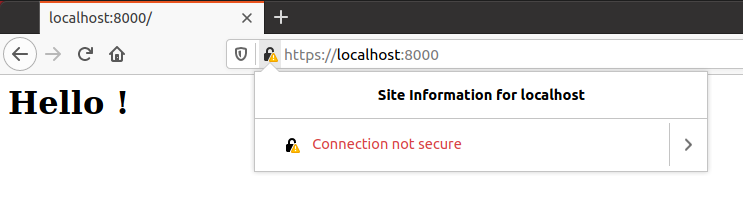 localhost:8000/
https://localhost:8000
Hello !
Site Information for localhost
Connection not secure